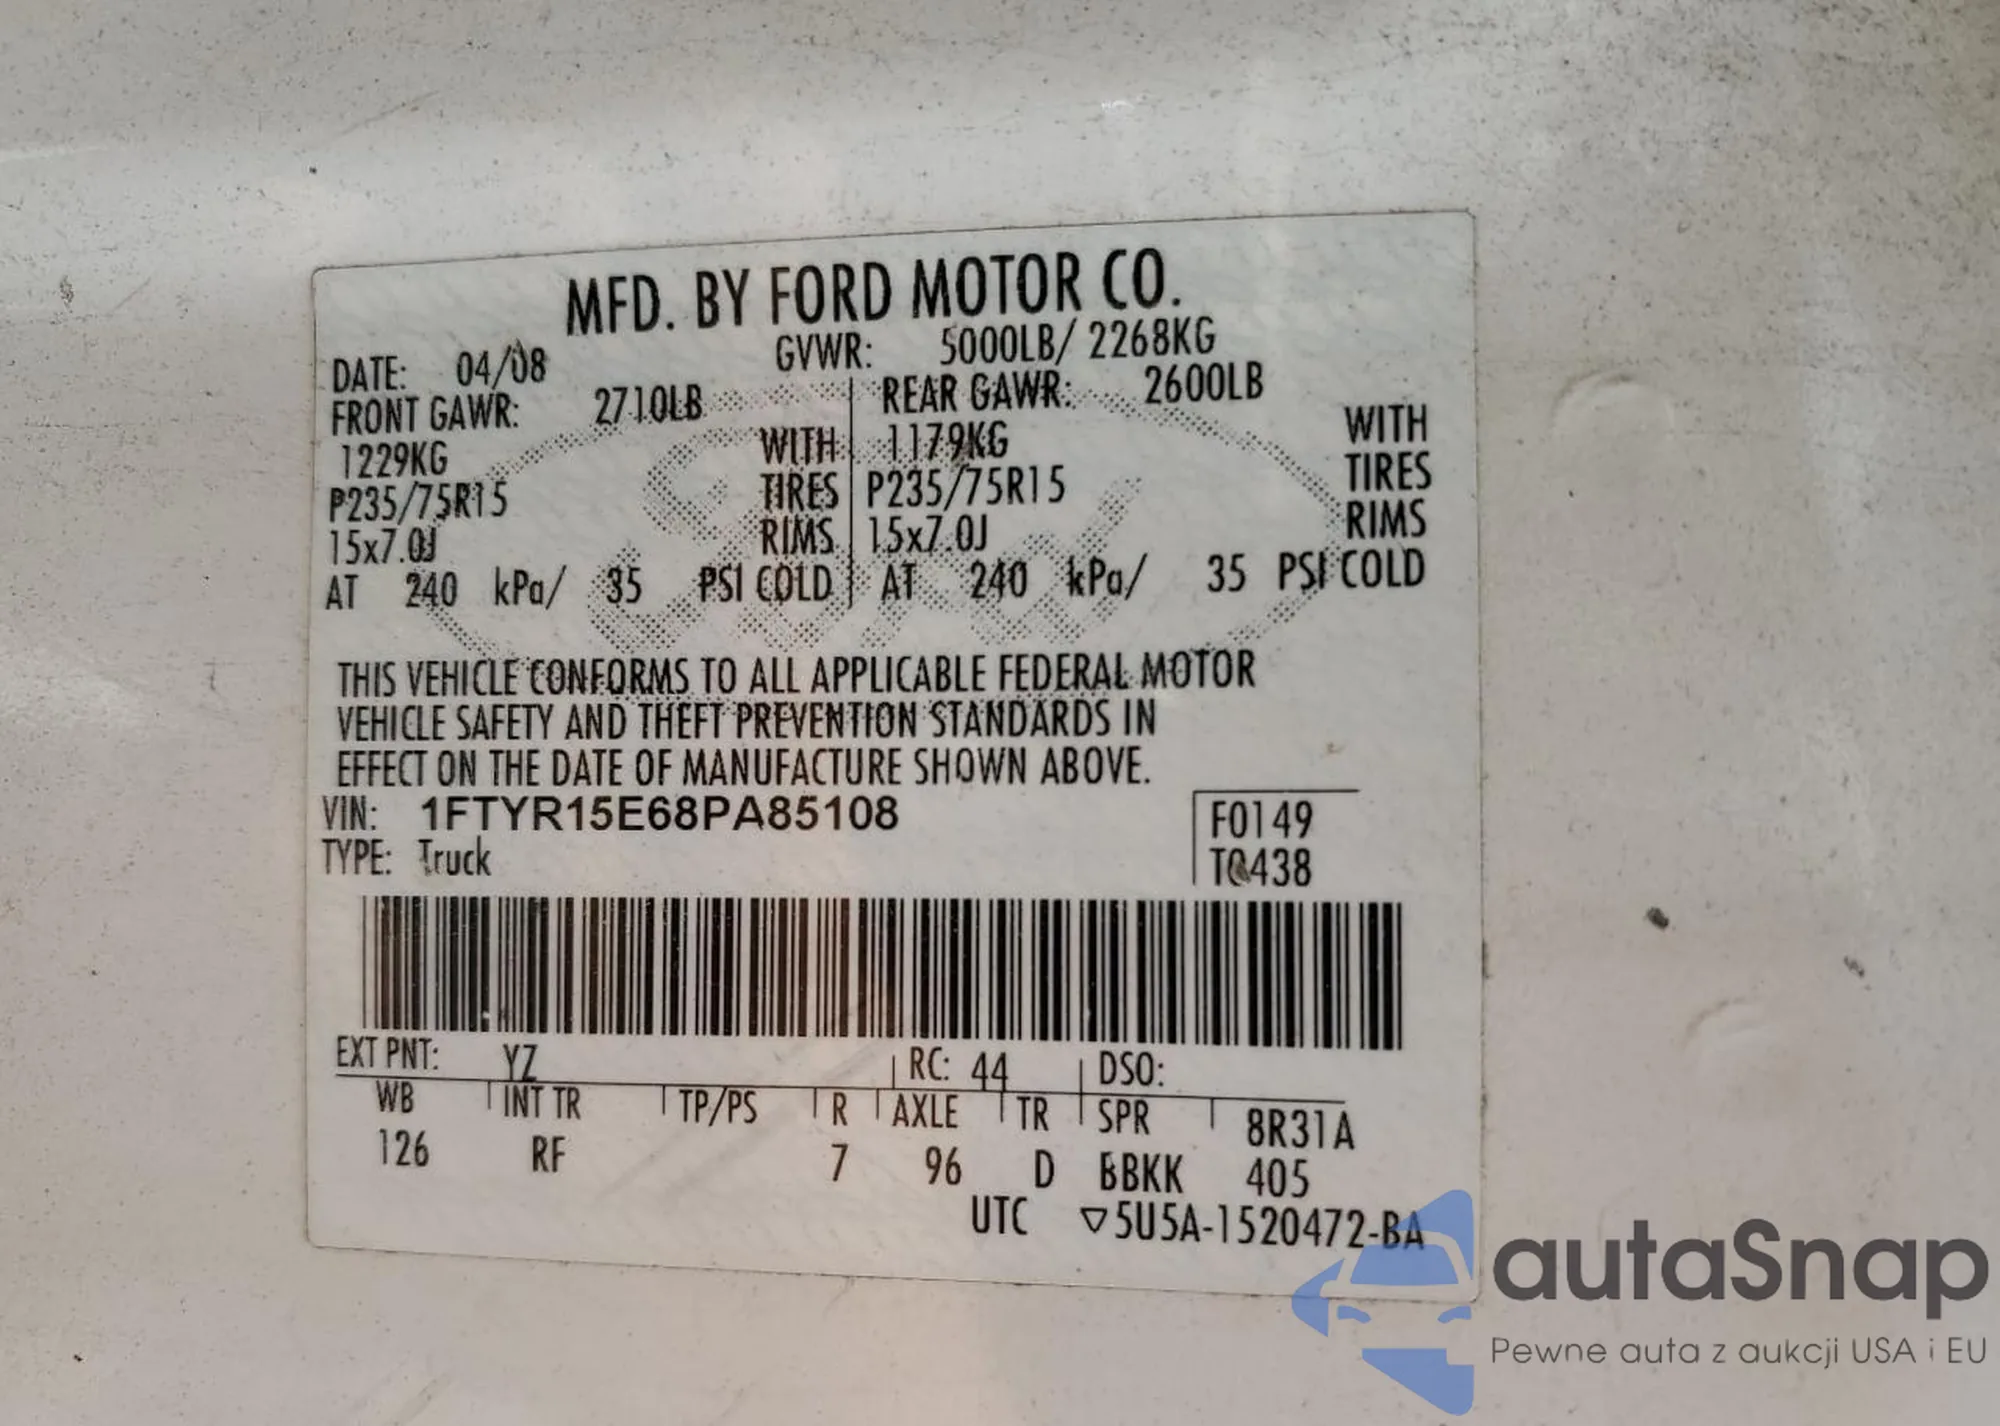 MFD. BY FORD MOTOR CO.
DATE: 04/08 GVWR: 5000LB/ 2268KG
FRONT GAWR: 2710LB REAR GAWR: 2600LB
1229KG WITH 1179KG WITH
P235/75R15 TIRES P235/75R15 TIRES
15x7.0J RIMS 15x7.0J RIMS
AT 240 kPa/ 35 PSI COLD AT 240 kPa/ 35 PSI COLD
THIS VEHICLE CONFORMS TO ALL APPLICABLE FEDERAL MOTOR
VEHICLE SAFETY AND THEFT PREVENTION STANDARDS IN
EFFECT ON THE DATE OF MANUFACTURE SHOWN ABOVE.
VIN: 1FTYR15E68PA85108 F0149
TYPE: Truck T0438
EXT PNT: YZ RC: 44 DSO:
WB INT TR TP/PS R AXLE TR SPR 8R31A
126 RF 7 96 D BBKK 405
UTC ▽5U5A-1520472-BA
autaSnap
Pewne auta z aukcji USA i EU